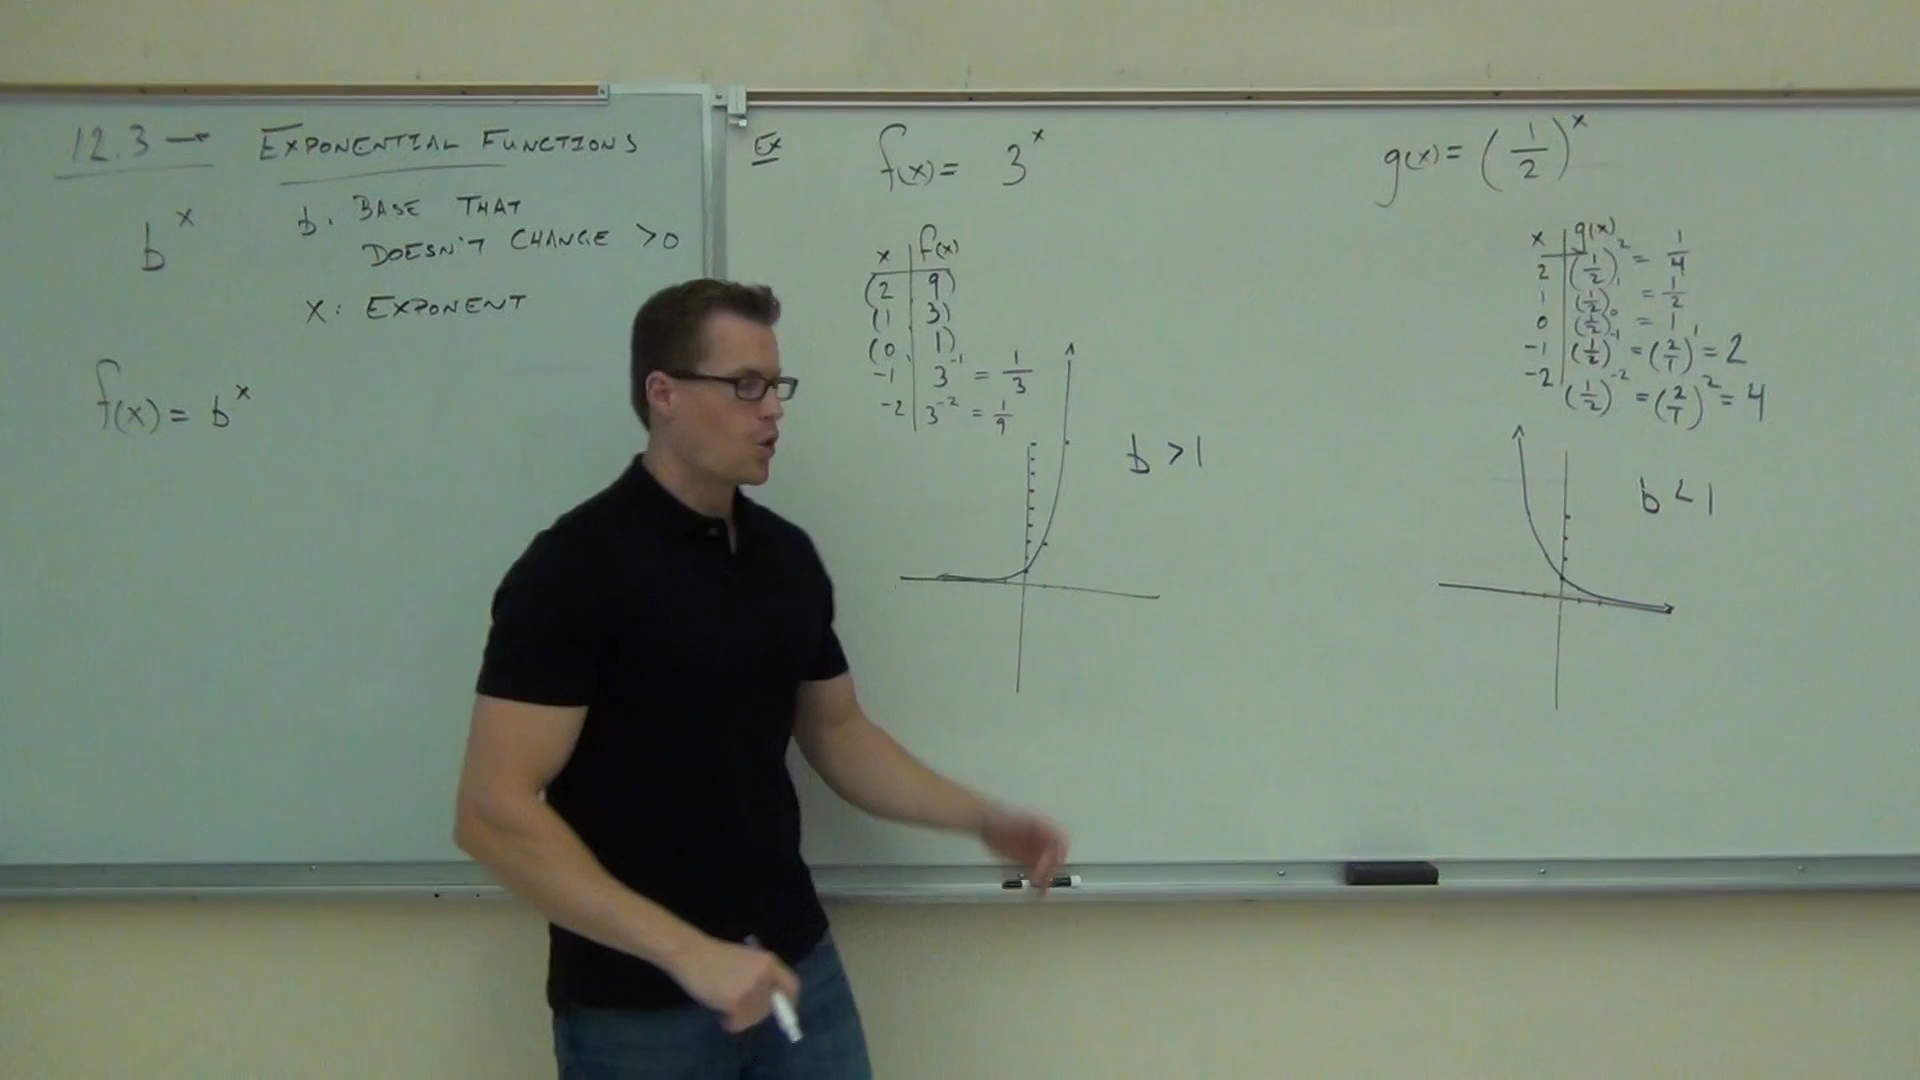 12.3 → EXPONENTIAL FUNCTIONS
b^x
b. BASE THAT
DOESN'T CHANGE >0
X: EXPONENT
f(x) = b^x
Ex
f(x) = 3^x
x | f(x)
(2, 9)
(1, 3)
(0, 1)
-1 | 3^-1 = 1/3
-2 | 3^-2 = 1/9
b > 1
g(x) = (1/2)^x
x | g(x)
2 | (1/2)^2 = 1/4
1 | (1/2)^1 = 1/2
0 | (1/2)^0 = 1
-1 | (1/2)^-1 = (2/1)^1 = 2
-2 | (1/2)^-2 = (2/1)^2 = 4
b < 1